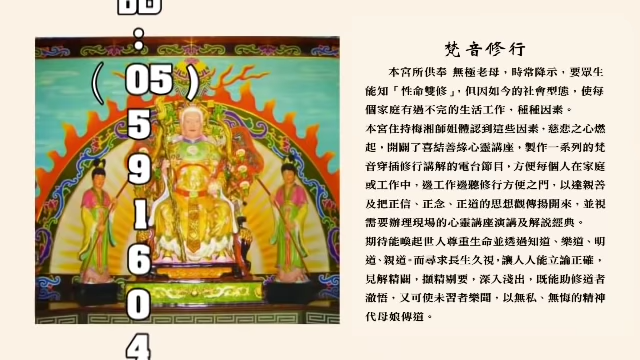 ：
(05)
5
9
1
6
0
4
梵音修行
本宮所供奉 無極老母，時常降示，要眾生
能知「性命雙修」，但因如今的社會型態，使每
個家庭有過不完的生活工作，種種因素。
本宮住持梅湘師姐體認到這些因素，慈悲之心燃
起，開闢了喜結善緣心靈講座，製作一系列的梵
音穿插修行講解的電台節目，方便每個人在家庭
或工作中，邊工作邊聽修行方便之門，以達親善
及把正信、正念、正道的思想觀傳揚開來，並視
需要辦理現場的心靈講座演講及解說經典。
期待能喚起世人尊重生命並透過知道、樂道、明
道、親道，而尋求長生久視，讓人人能立論正確，
見解精闢，擷精剔要，深入淺出，既能助修道者
澈悟，又可使未習者樂聞，以無私、無悔的精神
代母娘傳道。